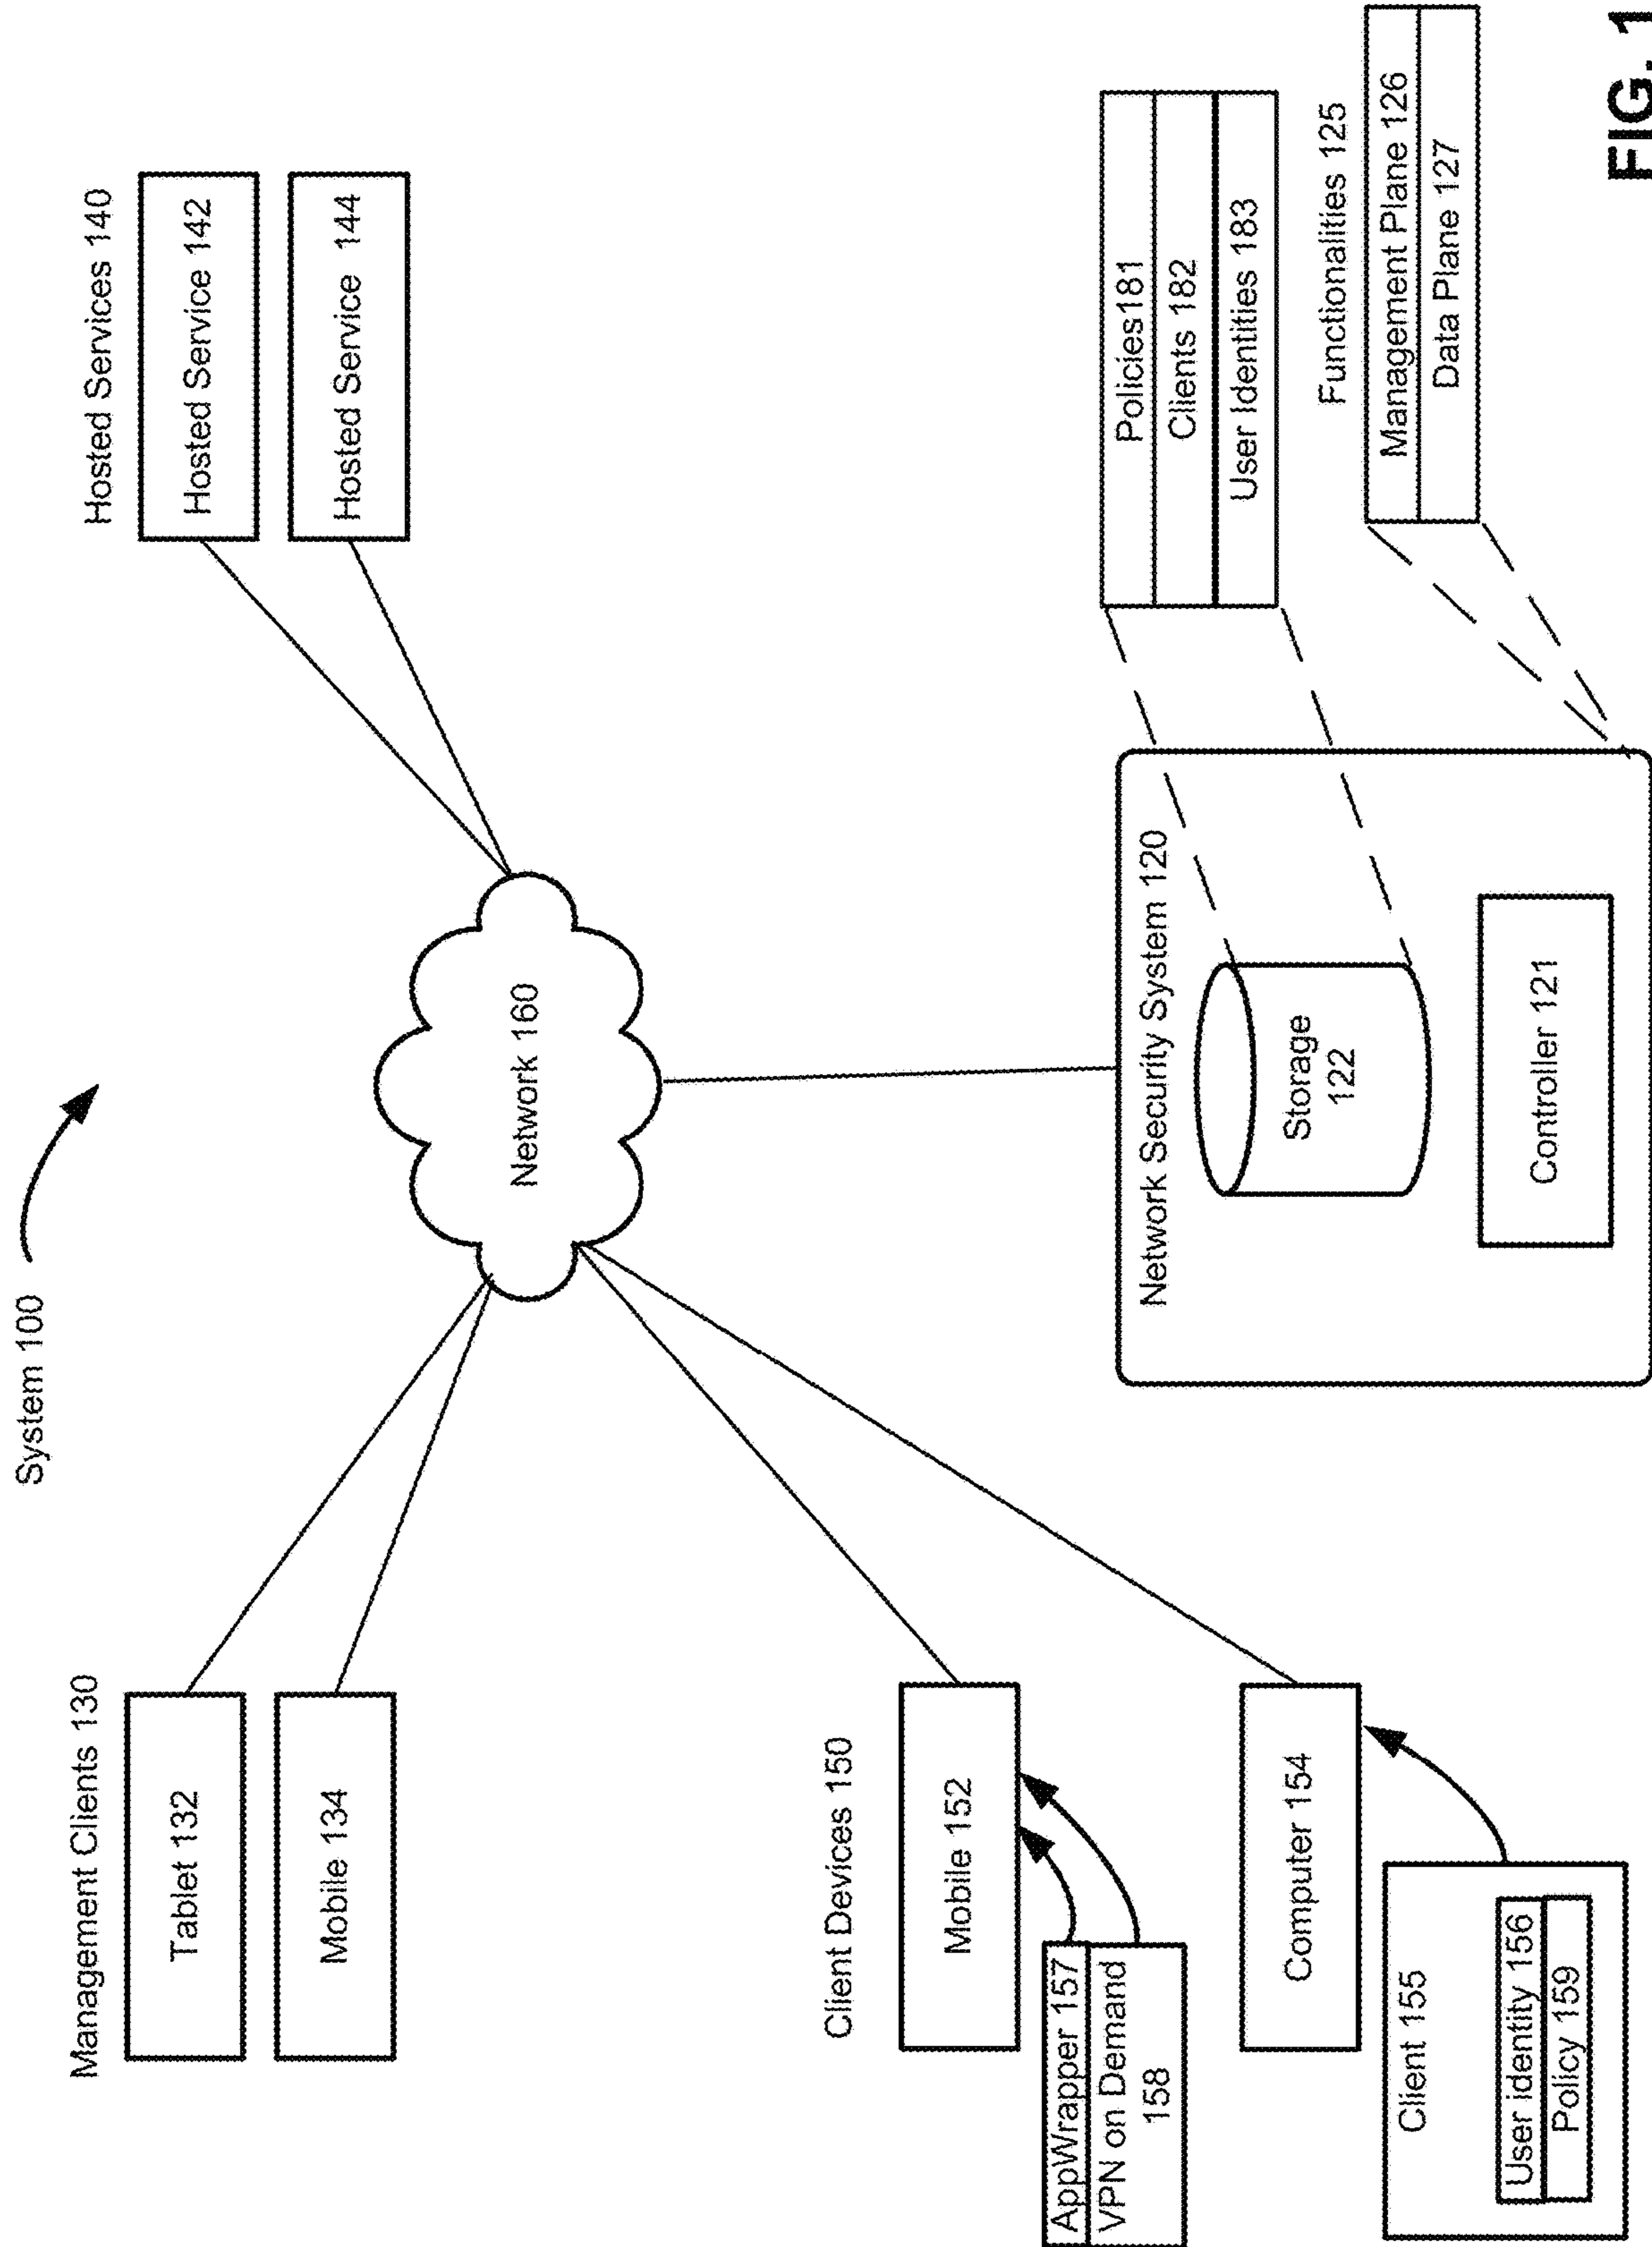 System 100
Management Clients 130
Tablet 132
Mobile 134
Hosted Services 140
Hosted Service 142
Hosted Service 144
Network 160
Client Devices 150
Mobile 152
AppWrapper 157
VPN on Demand
158
Computer 154
Client 155
User identity 156
Policy 159
Network Security System 120
Storage
122
Controller 121
Policies181
Clients 182
User Identities 183
Functionalities 125
Management Plane 126
Data Plane 127
FIG. 1